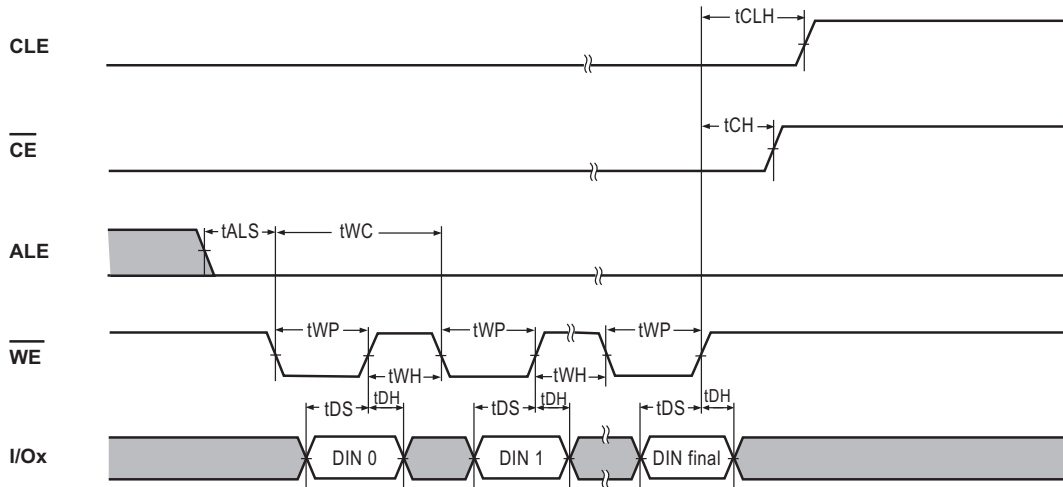 tCLH
CLE
tCH
CE
tALS
tWC
ALE
tWP
tWP
tWP
WE
tWH
tWH
tDS
tDH
tDS
tDH
tDS
tDH
I/Ox
DIN 0
DIN 1
DIN final